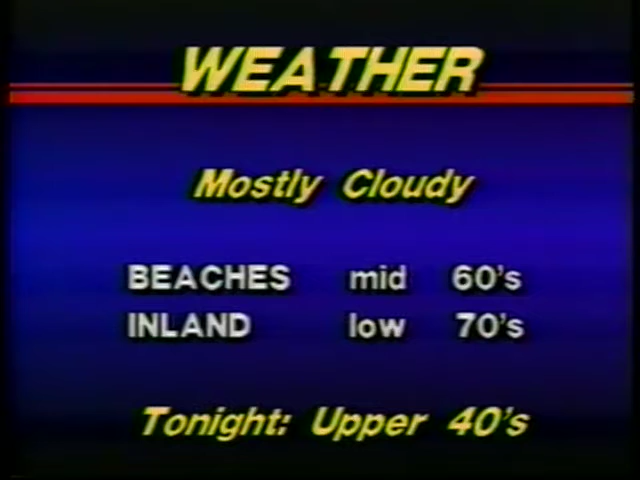 WEATHER
Mostly Cloudy
BEACHES mid 60's
INLAND low 70's
Tonight: Upper 40's